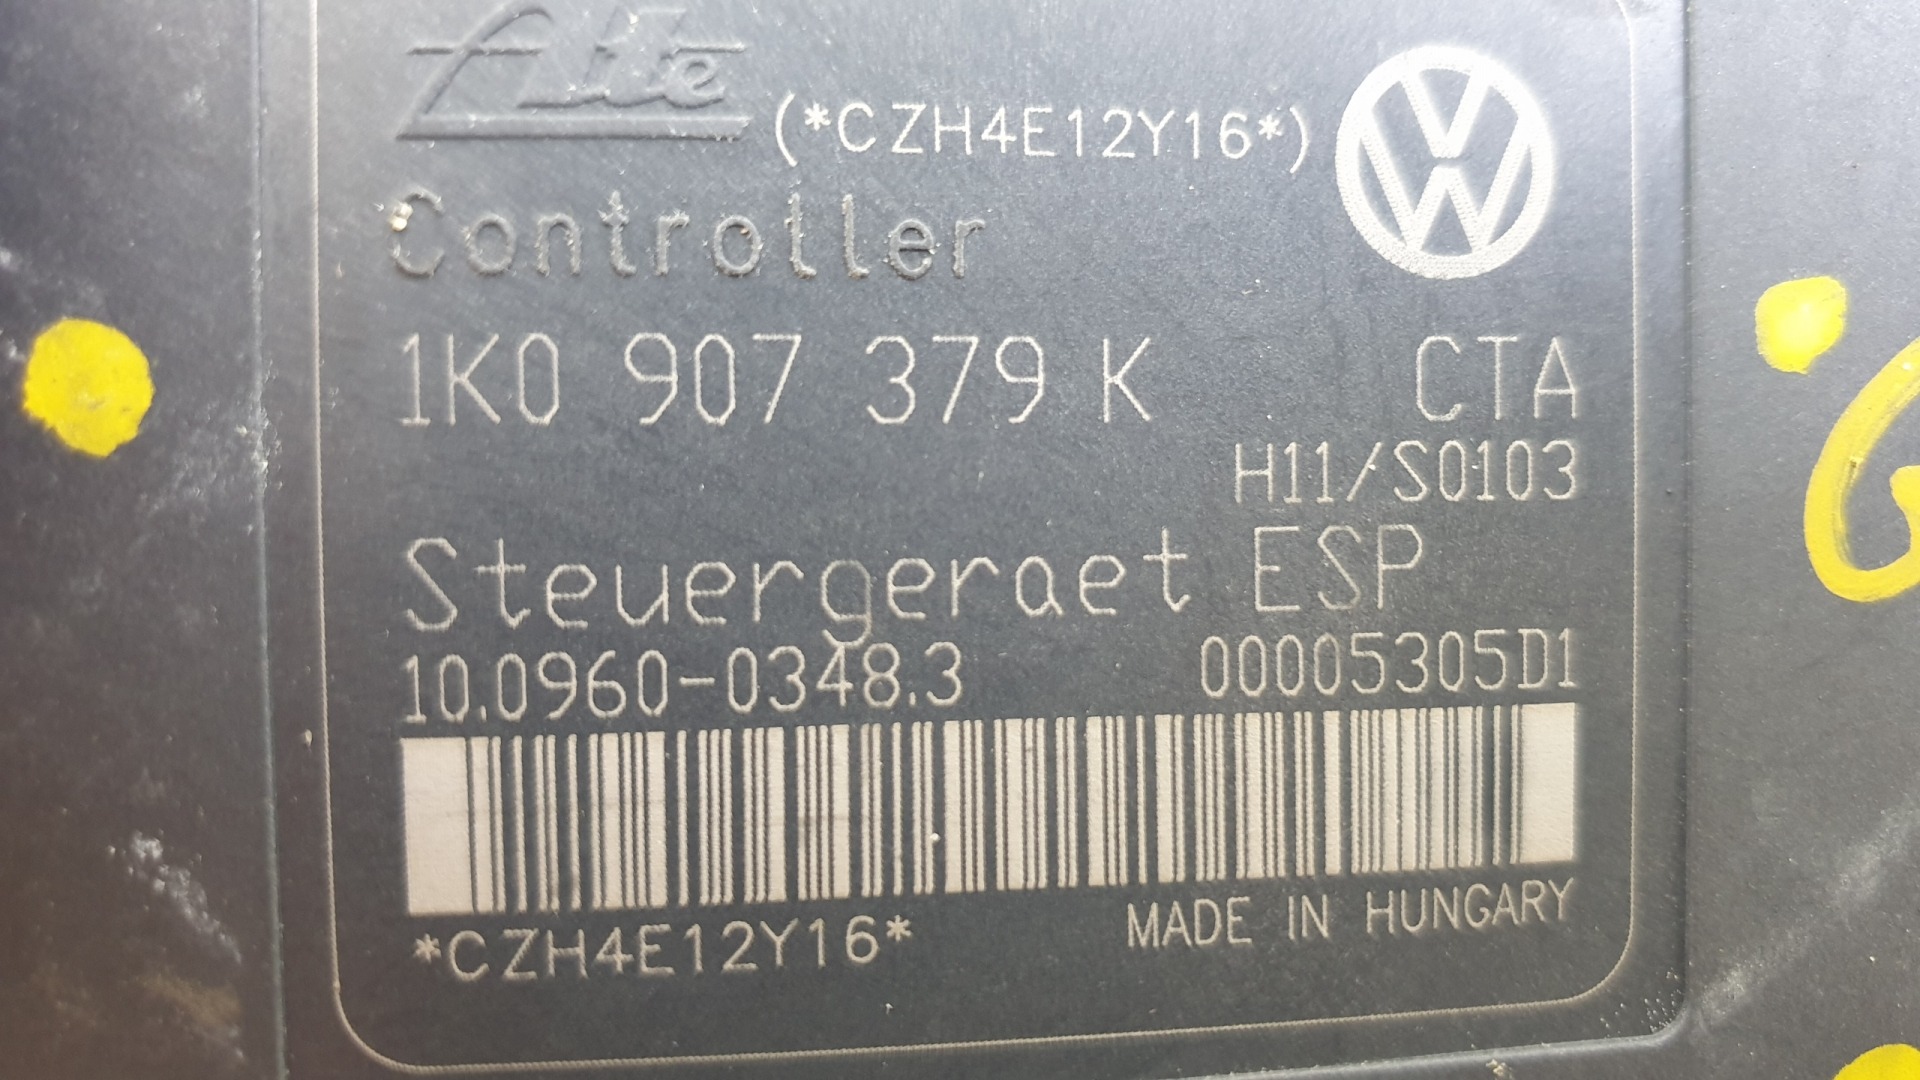 Ate
(*CZH4E12Y16*)
VW
Controller
1K0 907 379 K CTA
H11/S0103
Steuergeraet ESP
10.0960-0348.3 00005305D1
*CZH4E12Y16* MADE IN HUNGARY